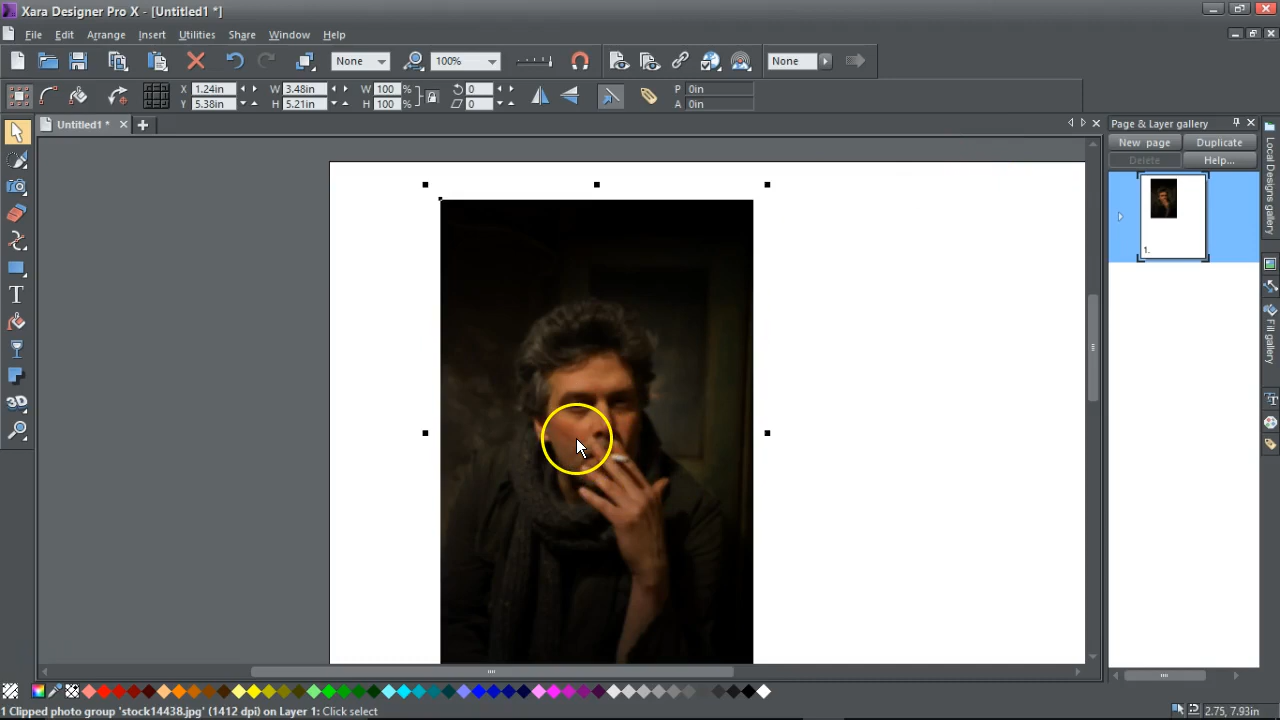 Xara Designer Pro X - [Untitled1 *]
File Edit Arrange Insert Utilities Share Window Help
None 100% None
X 1.24in W 3.48in W 100 % 0 P 0in
Y 5.38in H 5.21in H 100 % 0 A 0in
Untitled1 *
Page & Layer gallery
New page Duplicate
Delete Help...
1.
Local Designs gallery
Fill gallery
1 Clipped photo group 'stock14438.jpg' (1412 dpi) on Layer 1: Click select
2.75, 7.93in